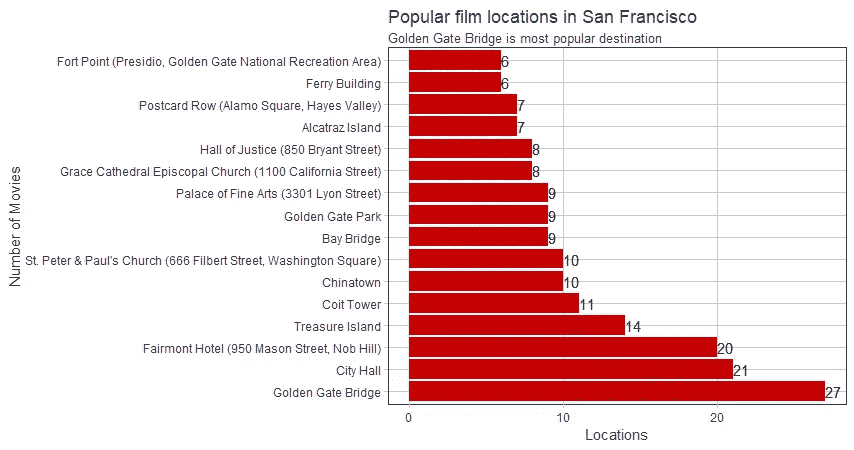 Popular film locations in San Francisco
Golden Gate Bridge is most popular destination
Number of Movies
Fort Point (Presidio, Golden Gate National Recreation Area) 6
Ferry Building 6
Postcard Row (Alamo Square, Hayes Valley) 7
Alcatraz Island 7
Hall of Justice (850 Bryant Street) 8
Grace Cathedral Episcopal Church (1100 California Street) 8
Palace of Fine Arts (3301 Lyon Street) 9
Golden Gate Park 9
Bay Bridge 9
St. Peter & Paul's Church (666 Filbert Street, Washington Square) 10
Chinatown 10
Coit Tower 11
Treasure Island 14
Fairmont Hotel (950 Mason Street, Nob Hill) 20
City Hall 21
Golden Gate Bridge 27
0 10 20
Locations